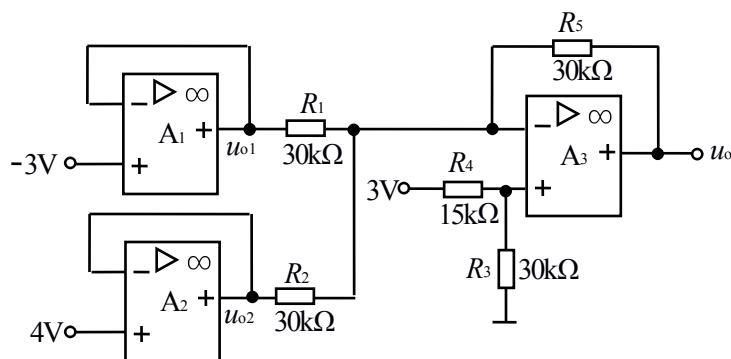 R5
30kΩ
− ▷ ∞
A1 +
+
−3V
uo1
R1
30kΩ
− ▷ ∞
A3 +
+
uo
3V
R4
15kΩ
R3 30kΩ
− ▷ ∞
A2 +
+
4V
uo2
R2
30kΩ